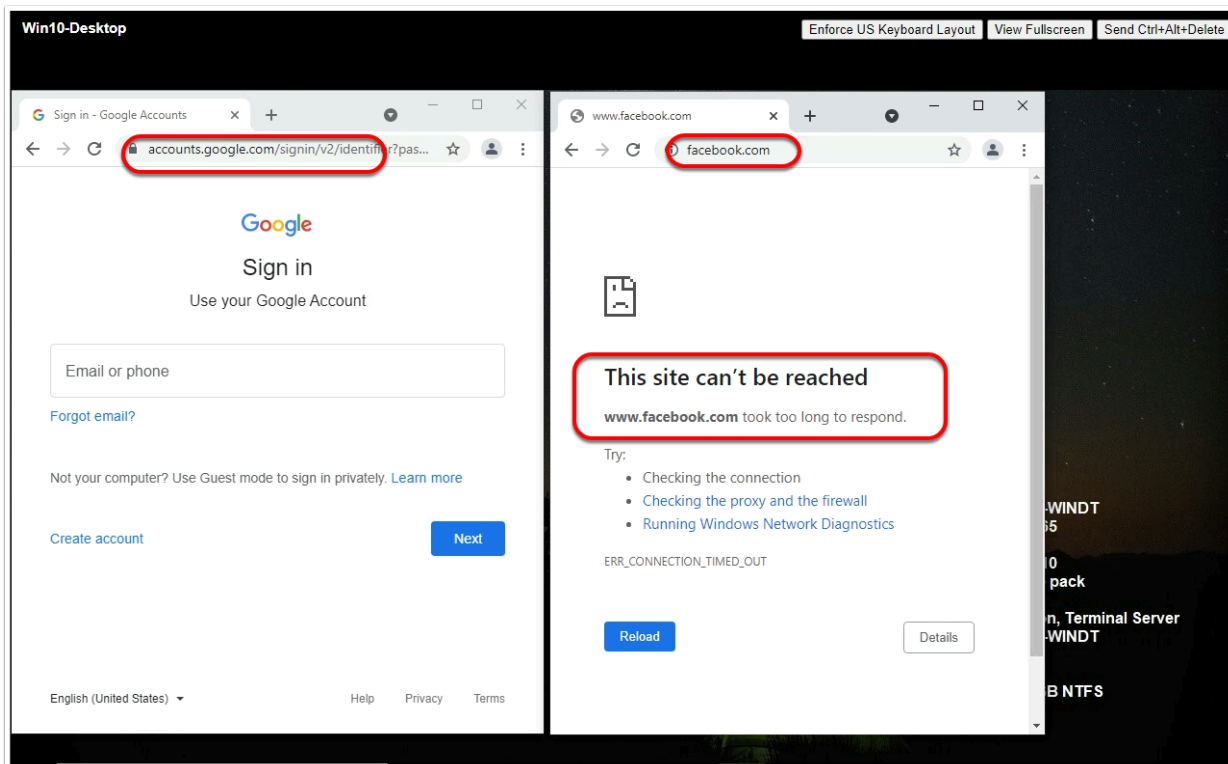 Win10-Desktop
Enforce US Keyboard Layout
View Fullscreen
Send Ctrl+Alt+Delete
Sign in - Google Accounts
accounts.google.com/signin/v2/identifier?pas...
Google
Sign in
Use your Google Account
Email or phone
Forgot email?
Not your computer? Use Guest mode to sign in privately. Learn more
Create account
Next
English (United States)
Help
Privacy
Terms
www.facebook.com
facebook.com
This site can't be reached
www.facebook.com took too long to respond.
Try:
• Checking the connection
• Checking the proxy and the firewall
• Running Windows Network Diagnostics
ERR_CONNECTION_TIMED_OUT
Reload
Details
-WINDT
10
pack
n, Terminal Server
-WINDT
B NTFS